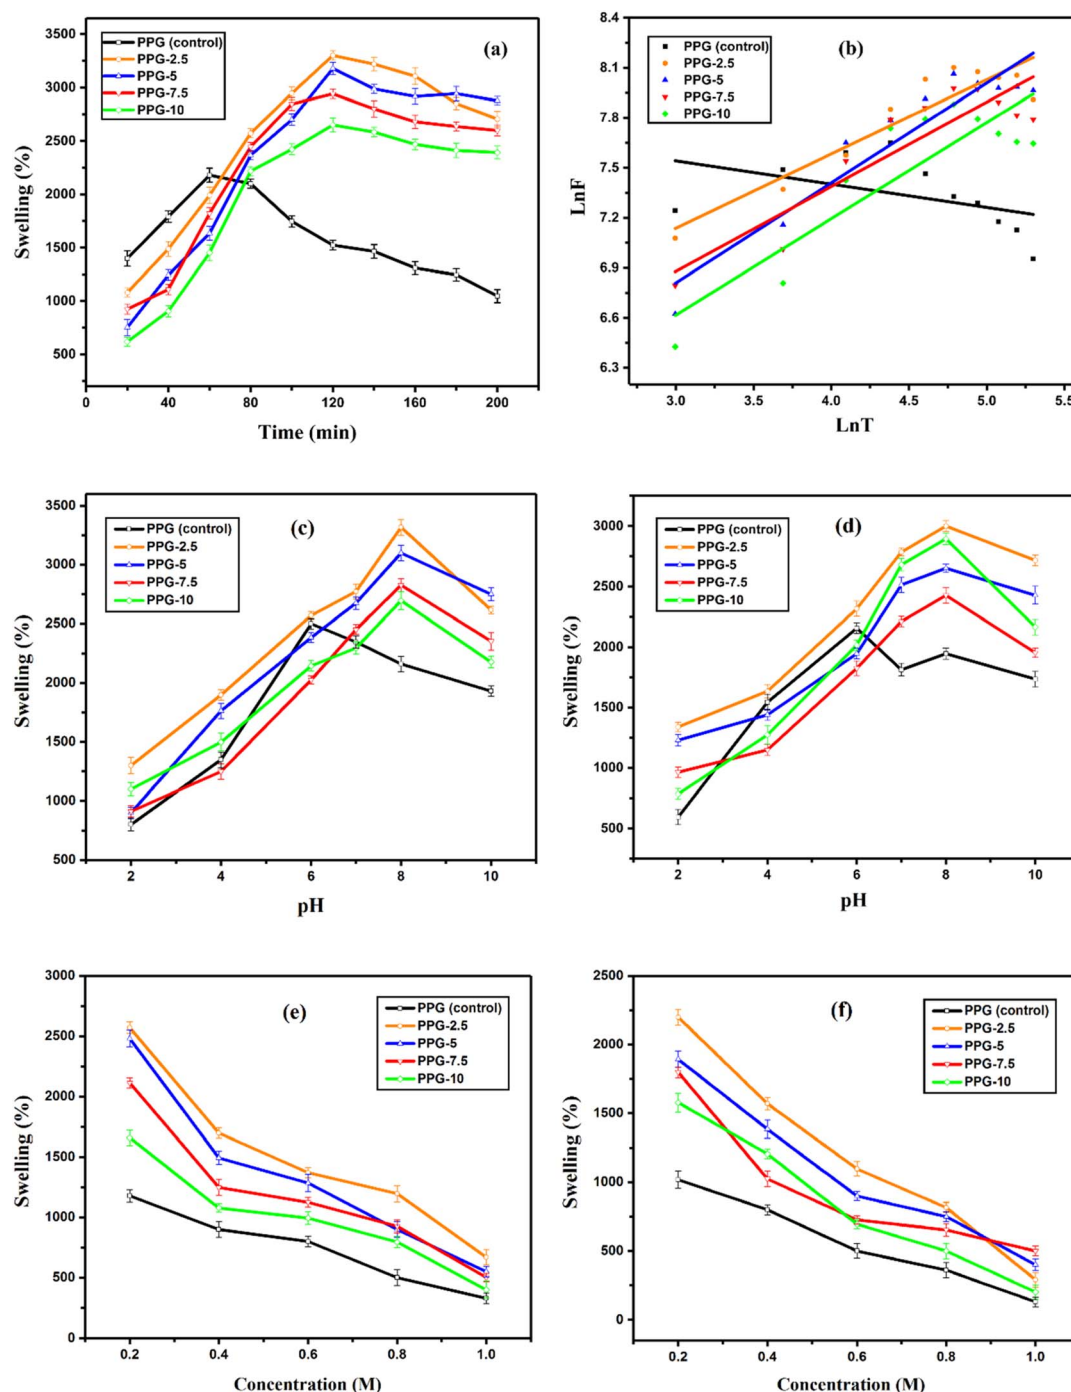 (a)
PPG (control)
PPG-2.5
PPG-5
PPG-7.5
PPG-10
3500
3000
2500
2000
1500
1000
500
Swelling (%)
0 40 80 120 160 200
Time (min)
(b)
PPG (control)
PPG-2.5
PPG-5
PPG-7.5
PPG-10
8.4
8.1
7.8
7.5
7.2
6.9
6.6
6.3
LnF
3.0 3.5 4.0 4.5 5.0 5.5
LnT
(c)
PPG (control)
PPG-2.5
PPG-5
PPG-7.5
PPG-10
3500
3000
2500
2000
1500
1000
500
Swelling (%)
2 4 6 8 10
pH
(d)
PPG (control)
PPG-2.5
PPG-5
PPG-7.5
PPG-10
3000
2500
2000
1500
1000
500
Swelling (%)
2 4 6 8 10
pH
(e)
PPG (control)
PPG-2.5
PPG-5
PPG-7.5
PPG-10
3000
2500
2000
1500
1000
500
0
Swelling (%)
0.2 0.4 0.6 0.8 1.0
Concentration (M)
(f)
PPG (control)
PPG-2.5
PPG-5
PPG-7.5
PPG-10
2500
2000
1500
1000
500
0
Swelling (%)
0.2 0.4 0.6 0.8 1.0
Concentration (M)